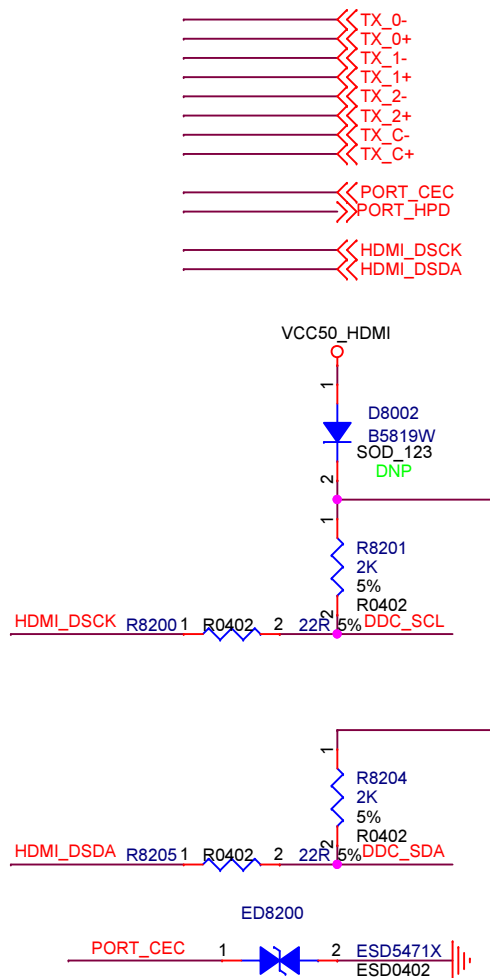 TX_0-
TX_0+
TX_1-
TX_1+
TX_2-
TX_2+
TX_C-
TX_C+
PORT_CEC
PORT_HPD
HDMI_DSCK
HDMI_DSDA
VCC50_HDMI
1
D8002
B5819W
SOD_123
DNP
2
1
R8201
2K
5%
R0402
2
HDMI_DSCK R8200 1 R0402 2 22R 5% DDC_SCL
1
R8204
2K
5%
R0402
2
HDMI_DSDA R8205 1 R0402 2 22R 5% DDC_SDA
ED8200
PORT_CEC 1 2 ESD5471X
ESD0402